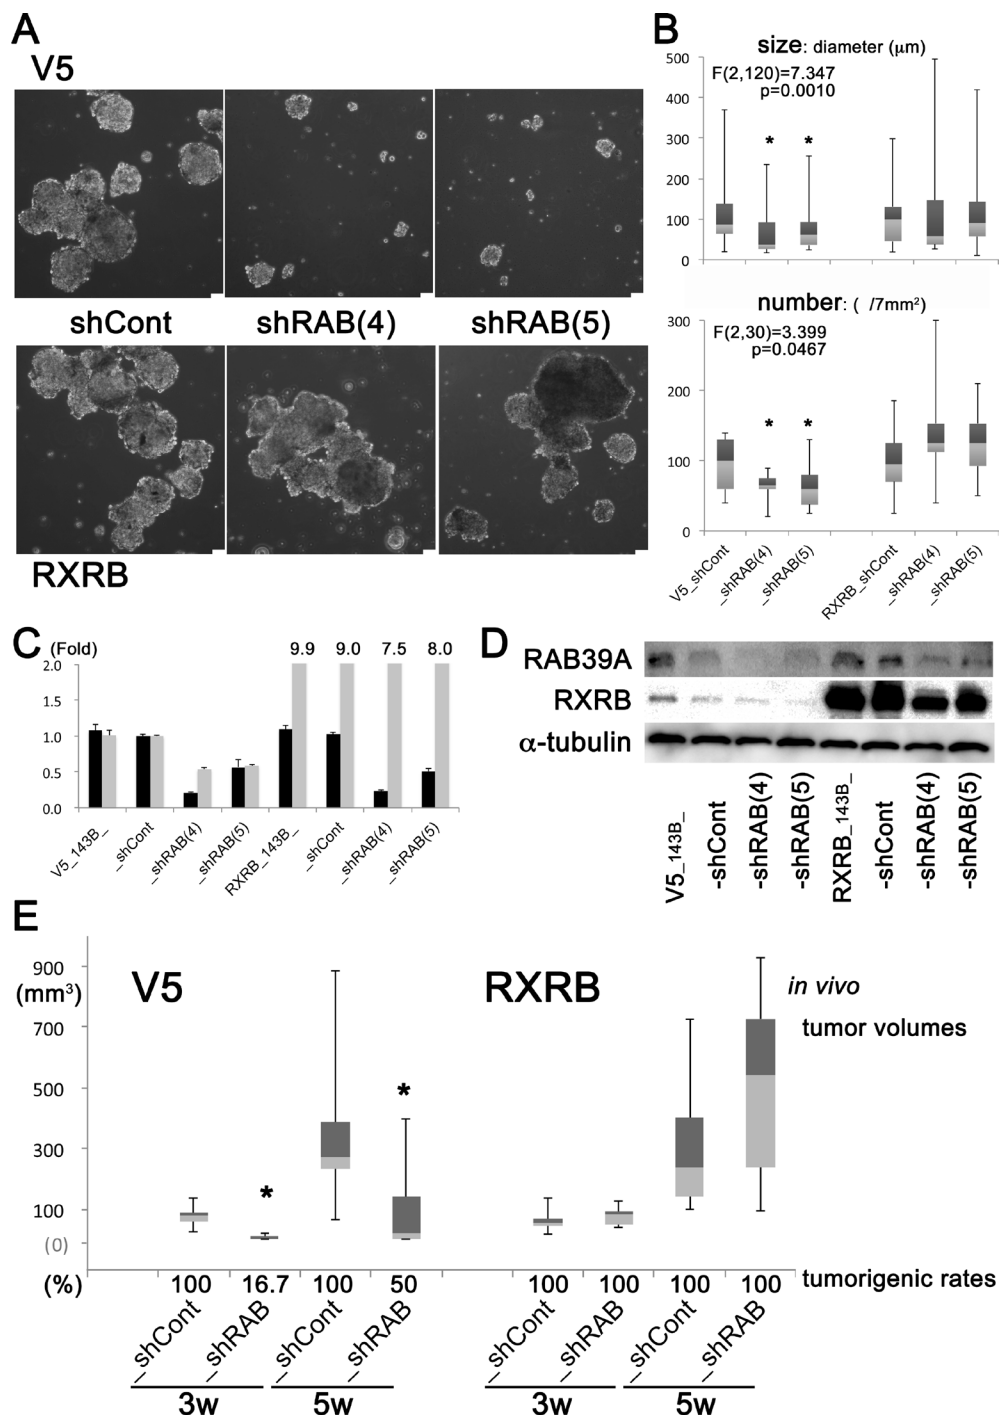 A
V5
shCont
shRAB(4)
shRAB(5)
RXRB
B
size: diameter (μm)
F(2,120)=7.347
p=0.0010
500
400
300
200
100
0
*
*
number: ( /7mm²)
F(2,30)=3.399
p=0.0467
300
200
100
0
*
*
V5_shCont
_shRAB(4)
_shRAB(5)
RXRB_shCont
_shRAB(4)
_shRAB(5)
C
(Fold)
9.9
9.0
7.5
8.0
2.0
1.5
1.0
0.5
0.0
V5_143B_
_shCont
_shRAB(4)
_shRAB(5)
RXRB_143B_
_shCont
_shRAB(4)
_shRAB(5)
D
RAB39A
RXRB
α-tubulin
V5_143B_
-shCont
-shRAB(4)
-shRAB(5)
RXRB_143B_
-shCont
-shRAB(4)
-shRAB(5)
E
900
(mm³)
700
500
300
100
(0)
V5
RXRB
in vivo
tumor volumes
*
*
(%)
100
16.7
100
50
100
100
100
100
tumorigenic rates
_shCont
_shRAB
_shCont
_shRAB
_shCont
_shRAB
_shCont
_shRAB
3w
5w
3w
5w